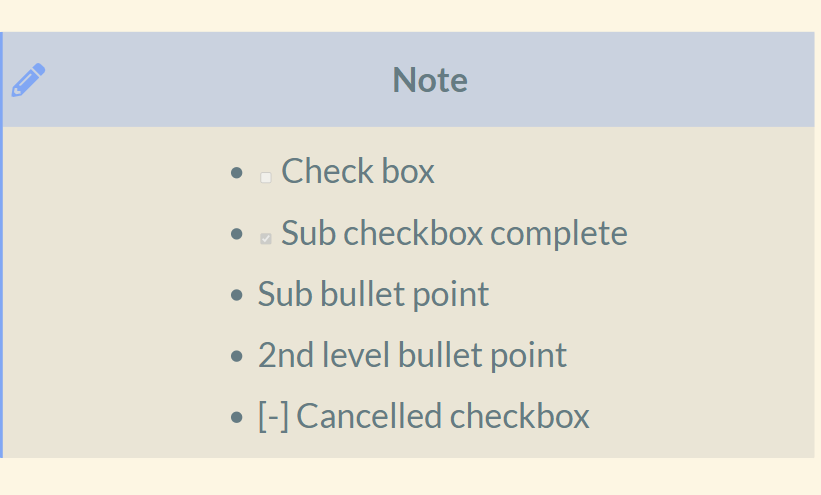 Note
• ☐ Check box
• ☑ Sub checkbox complete
• Sub bullet point
• 2nd level bullet point
• [-] Cancelled checkbox